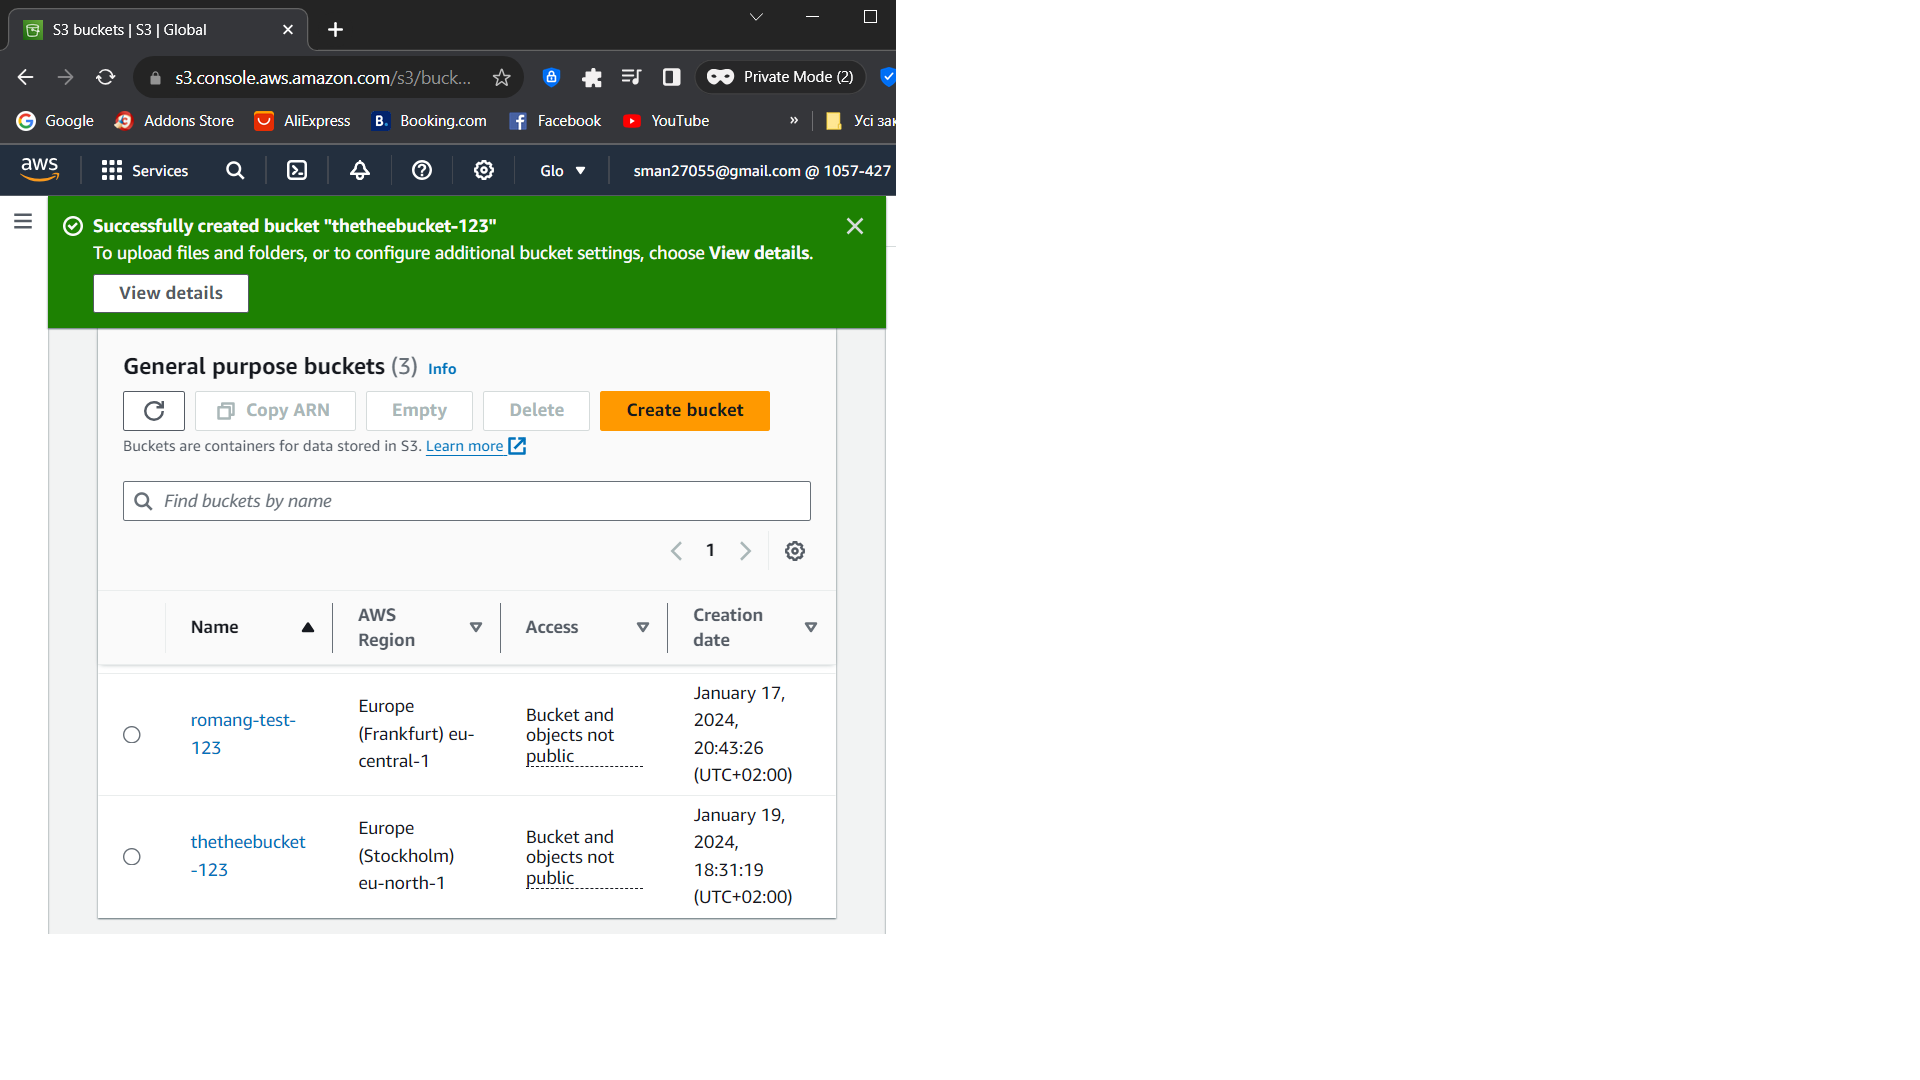 S3 buckets | S3 | Global
s3.console.aws.amazon.com/s3/buck...
Private Mode (2)
Google
Addons Store
AliExpress
B. Booking.com
Facebook
YouTube
»
Усі зак
aws
Services
Glo
sman27055@gmail.com @ 1057-427
Successfully created bucket "thetheebucket-123"
To upload files and folders, or to configure additional bucket settings, choose View details.
View details
General purpose buckets (3) Info
Copy ARN
Empty
Delete
Create bucket
Buckets are containers for data stored in S3. Learn more
Find buckets by name
1
Name
AWS
Region
Access
Creation
date
romang-test-
123
Europe
(Frankfurt) eu-
central-1
Bucket and
objects not
public
January 17,
2024,
20:43:26
(UTC+02:00)
thetheebucket
-123
Europe
(Stockholm)
eu-north-1
Bucket and
objects not
public
January 19,
2024,
18:31:19
(UTC+02:00)